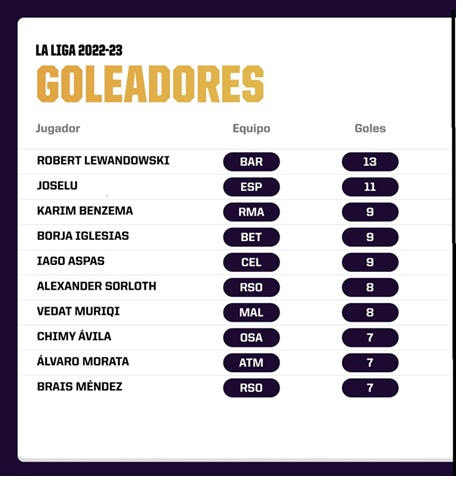 LA LIGA 2022-23
GOLEADORES
Jugador Equipo Goles
ROBERT LEWANDOWSKI BAR 13
JOSELU ESP 11
KARIM BENZEMA RMA 9
BORJA IGLESIAS BET 9
IAGO ASPAS CEL 9
ALEXANDER SORLOTH RSO 8
VEDAT MURIQI MAL 8
CHIMY ÁVILA OSA 7
ÁLVARO MORATA ATM 7
BRAIS MÉNDEZ RSO 7